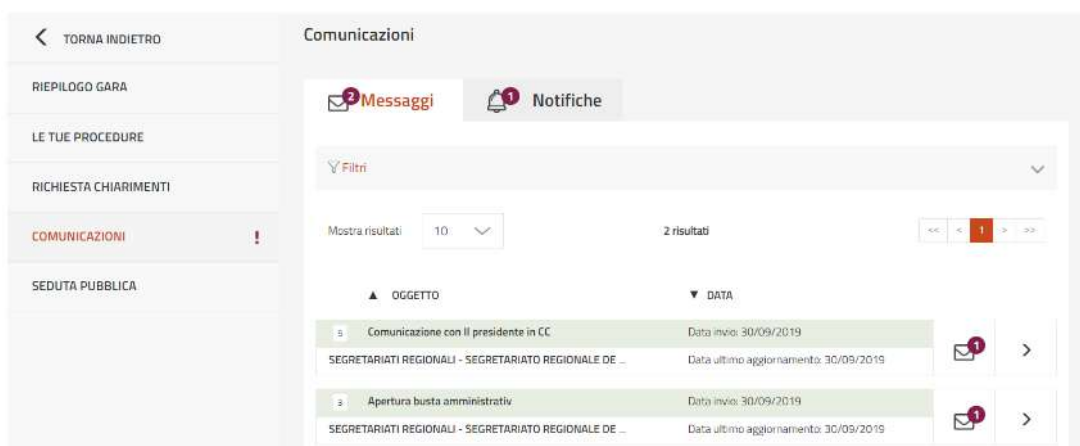 TORNA INDIETRO
RIEPILOGO GARA
LE TUE PROCEDURE
RICHIESTA CHIARIMENTI
COMUNICAZIONI !
SEDUTA PUBBLICA
Comunicazioni
2 Messaggi
1 Notifiche
Filtri
Mostra risultati 10 2 risultati << < 1 > >>
▲ OGGETTO ▼ DATA
5 Comunicazione con Il presidente in CC Data invio: 30/09/2019
SEGRETARIATI REGIONALI - SEGRETARIATO REGIONALE DE ... Data ultimo aggiornamento: 30/09/2019
1 >
3 Apertura busta amministrativ Data invio: 30/09/2019
SEGRETARIATI REGIONALI - SEGRETARIATO REGIONALE DE ... Data ultimo aggiornamento: 30/09/2019
1 >